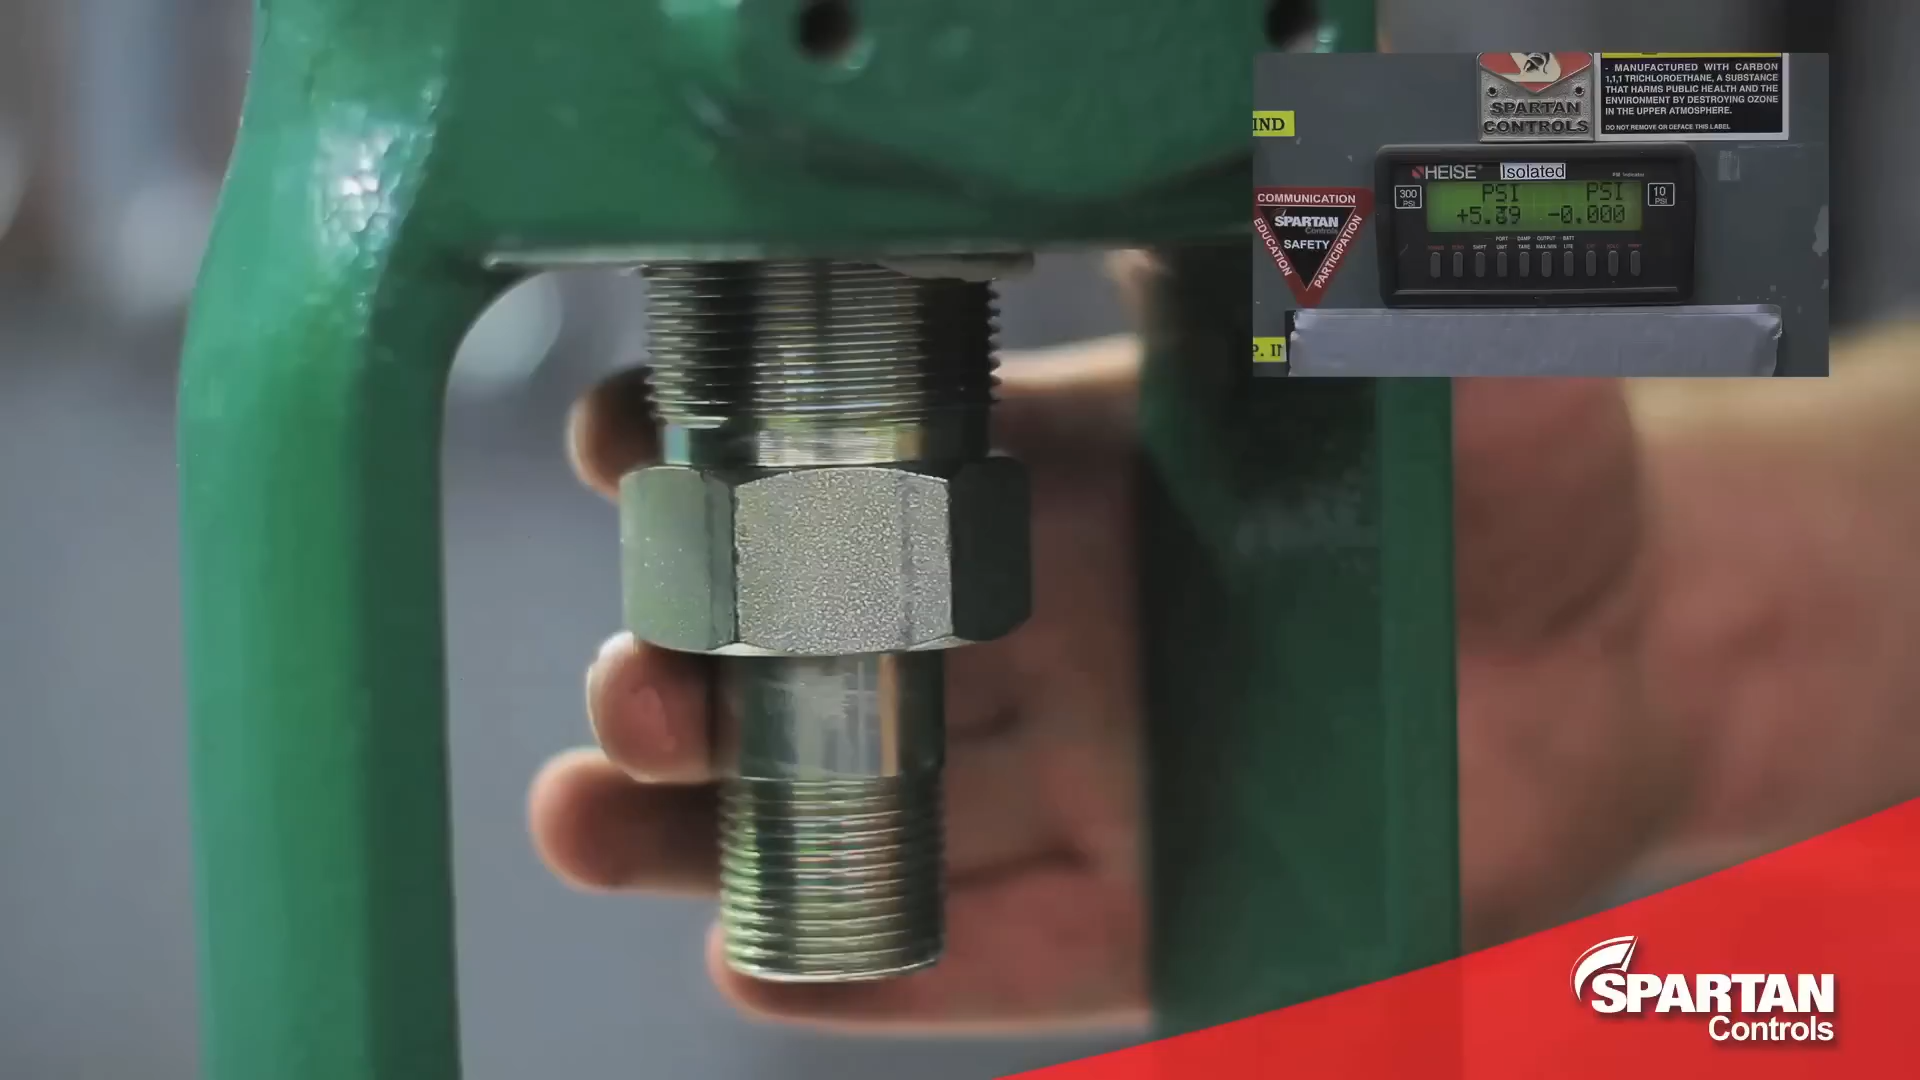 - MANUFACTURED WITH CARBON
1,1,1 TRICHLOROETHANE, A SUBSTANCE
THAT HARMS PUBLIC HEALTH AND THE
ENVIRONMENT BY DESTROYING OZONE
IN THE UPPER ATMOSPHERE.
DO NOT REMOVE OR DEFACE THIS LABEL
SPARTAN
CONTROLS
IND
HEISE Isolated
300
PSI
PSI PSI
-0.000
10
PSI
COMMUNICATION
EDUCATION
PARTICIPATION
SPARTAN
Controls
SAFETY
P. IN
SPARTAN
Controls